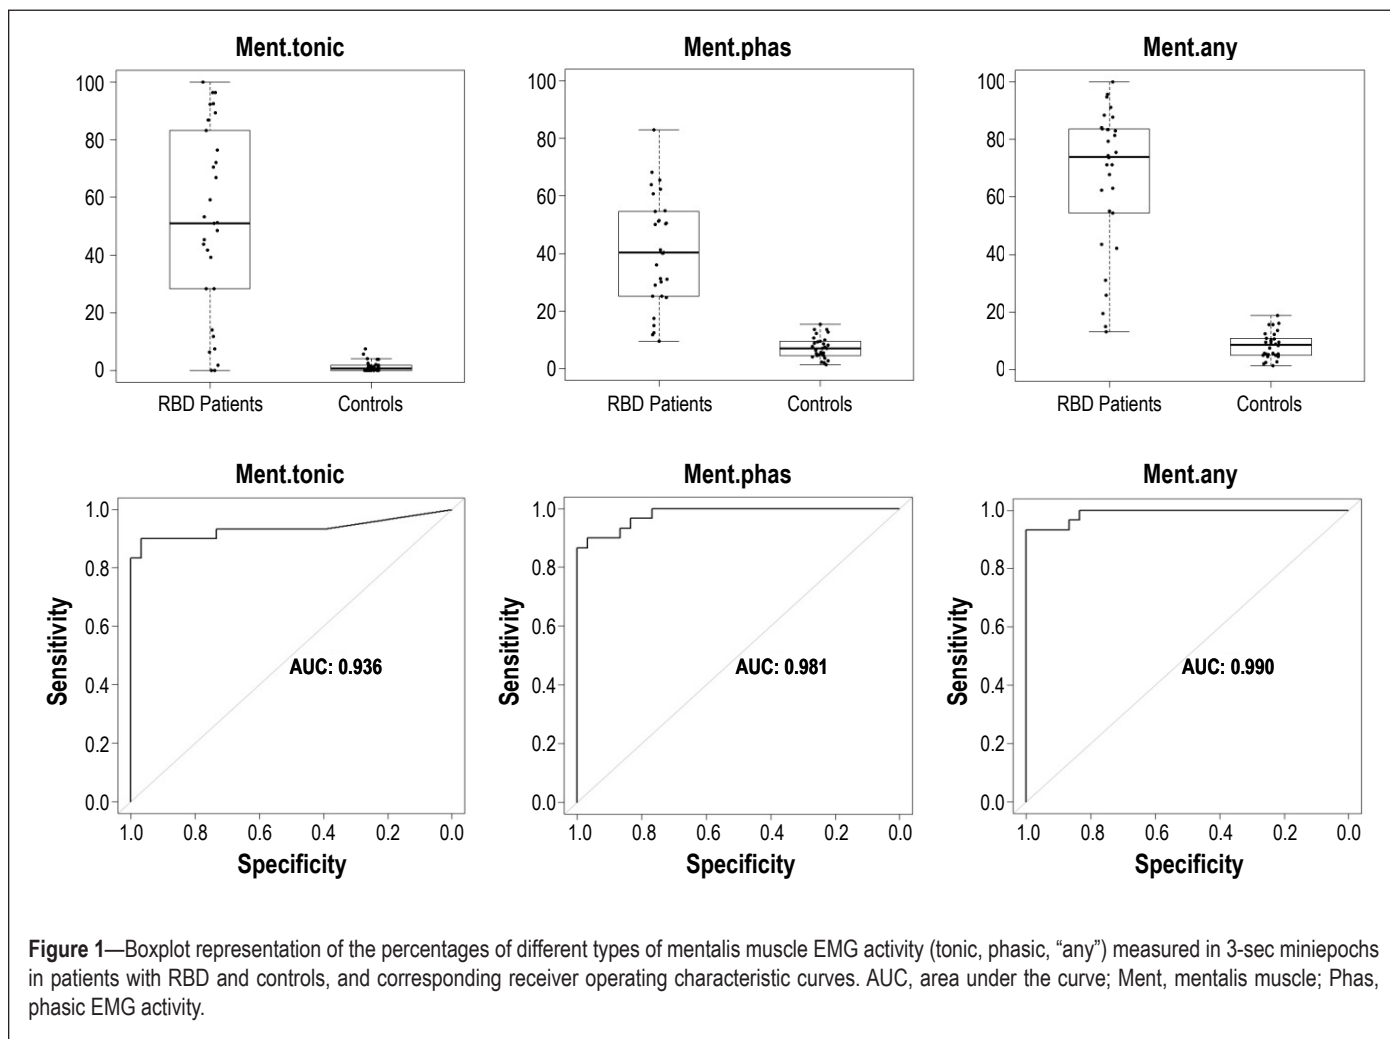 Ment.tonic
Ment.phas
Ment.any
100
80
60
40
20
0
RBD Patients
Controls
100
80
60
40
20
0
RBD Patients
Controls
100
80
60
40
20
0
RBD Patients
Controls
Ment.tonic
Ment.phas
Ment.any
Sensitivity
1.0
0.8
0.6
0.4
0.2
0.0
AUC: 0.936
1.0 0.8 0.6 0.4 0.2 0.0
Specificity
Sensitivity
1.0
0.8
0.6
0.4
0.2
0.0
AUC: 0.981
1.0 0.8 0.6 0.4 0.2 0.0
Specificity
Sensitivity
1.0
0.8
0.6
0.4
0.2
0.0
AUC: 0.990
1.0 0.8 0.6 0.4 0.2 0.0
Specificity
Figure 1—Boxplot representation of the percentages of different types of mentalis muscle EMG activity (tonic, phasic, “any”) measured in 3-sec miniepochs
in patients with RBD and controls, and corresponding receiver operating characteristic curves. AUC, area under the curve; Ment, mentalis muscle; Phas,
phasic EMG activity.